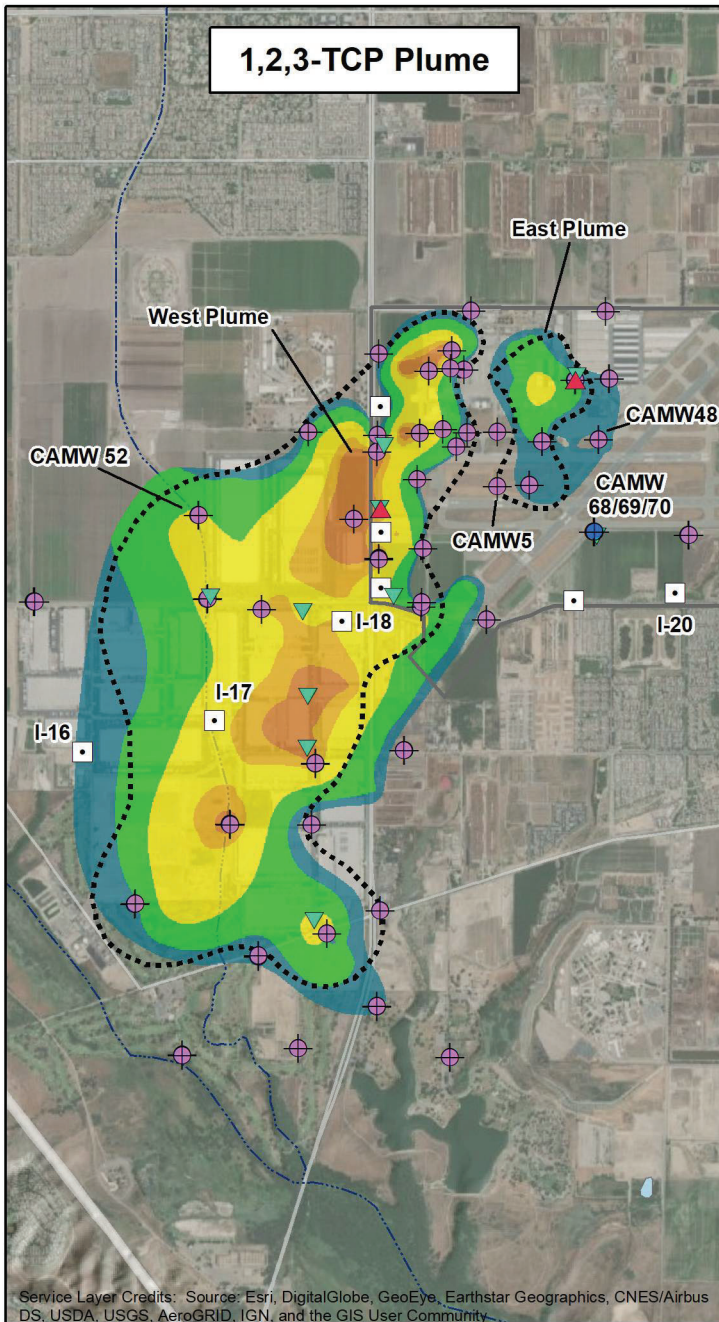 1,2,3-TCP Plume
East Plume
West Plume
CAMW48
CAMW 52
CAMW
68/69/70
CAMW5
I-20
I-18
I-17
I-16
Service Layer Credits: Source: Esri, DigitalGlobe, GeoEye, Earthstar Geographics, CNES/Airbus
DS, USDA, USGS, AeroGRID, IGN, and the GIS User Community